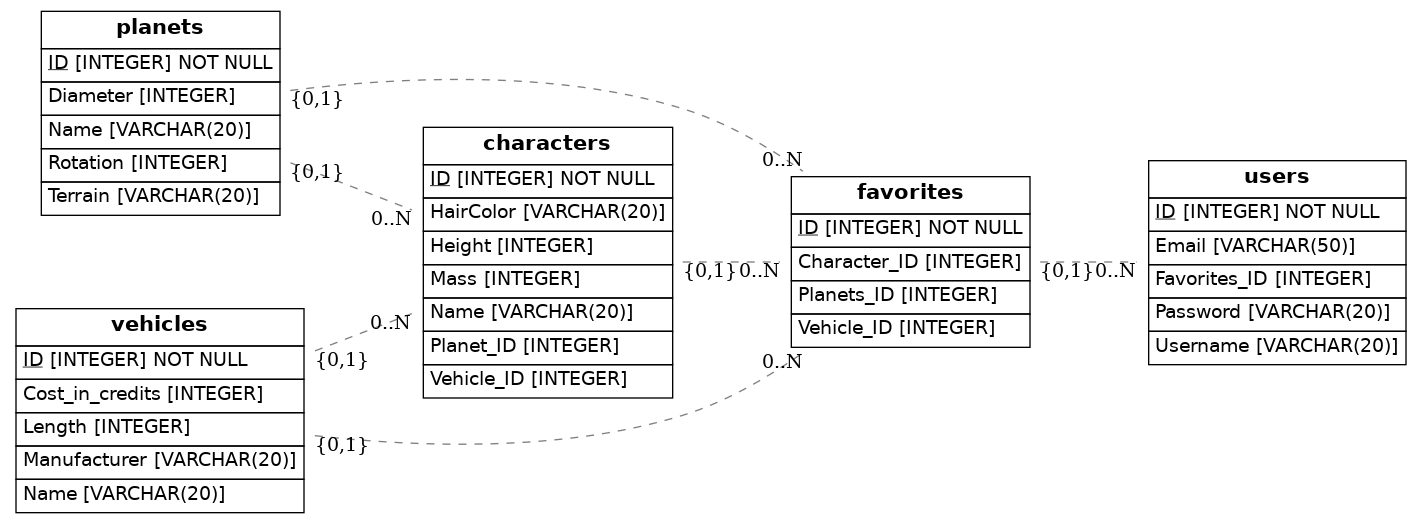 planets
ID [INTEGER] NOT NULL
Diameter [INTEGER]
Name [VARCHAR(20)]
Rotation [INTEGER]
Terrain [VARCHAR(20)]
{0,1}
{0,1}
0..N
0..N
characters
ID [INTEGER] NOT NULL
HairColor [VARCHAR(20)]
Height [INTEGER]
Mass [INTEGER]
Name [VARCHAR(20)]
Planet_ID [INTEGER]
Vehicle_ID [INTEGER]
{0,1}
0..N
vehicles
ID [INTEGER] NOT NULL
Cost_in_credits [INTEGER]
Length [INTEGER]
Manufacturer [VARCHAR(20)]
Name [VARCHAR(20)]
{0,1}
{0,1}
0..N
0..N
favorites
ID [INTEGER] NOT NULL
Character_ID [INTEGER]
Planets_ID [INTEGER]
Vehicle_ID [INTEGER]
{0,1}
0..N
users
ID [INTEGER] NOT NULL
Email [VARCHAR(50)]
Favorites_ID [INTEGER]
Password [VARCHAR(20)]
Username [VARCHAR(20)]